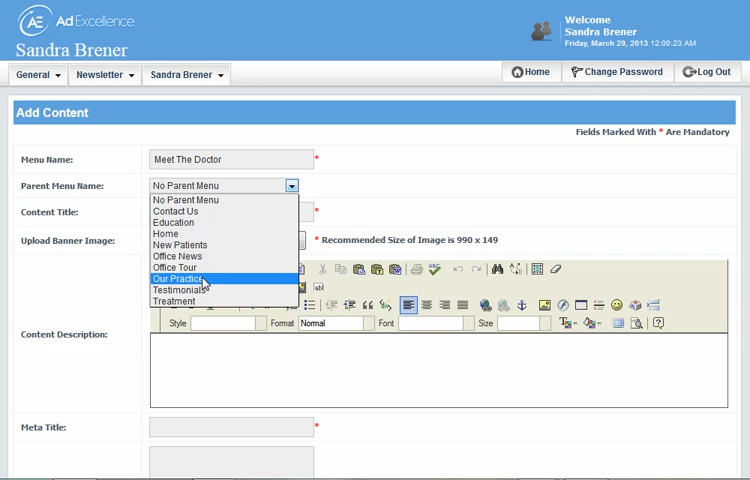 AE Ad Excellence
Sandra Brener
Welcome
Sandra Brener
Friday, March 29, 2013 12:00:23 AM
General Newsletter Sandra Brener Home Change Password Log Out
Add Content
Fields Marked With * Are Mandatory
Menu Name: Meet The Doctor *
Parent Menu Name: No Parent Menu
No Parent Menu
Contact Us
Education
Home
New Patients
Office News
Office Tour
Our Practice
Testimonials
Treatment
Content Title: *
Upload Banner Image: * Recommended Size of Image is 990 x 149
Style Format Normal Font Size
Content Description:
Meta Title: *